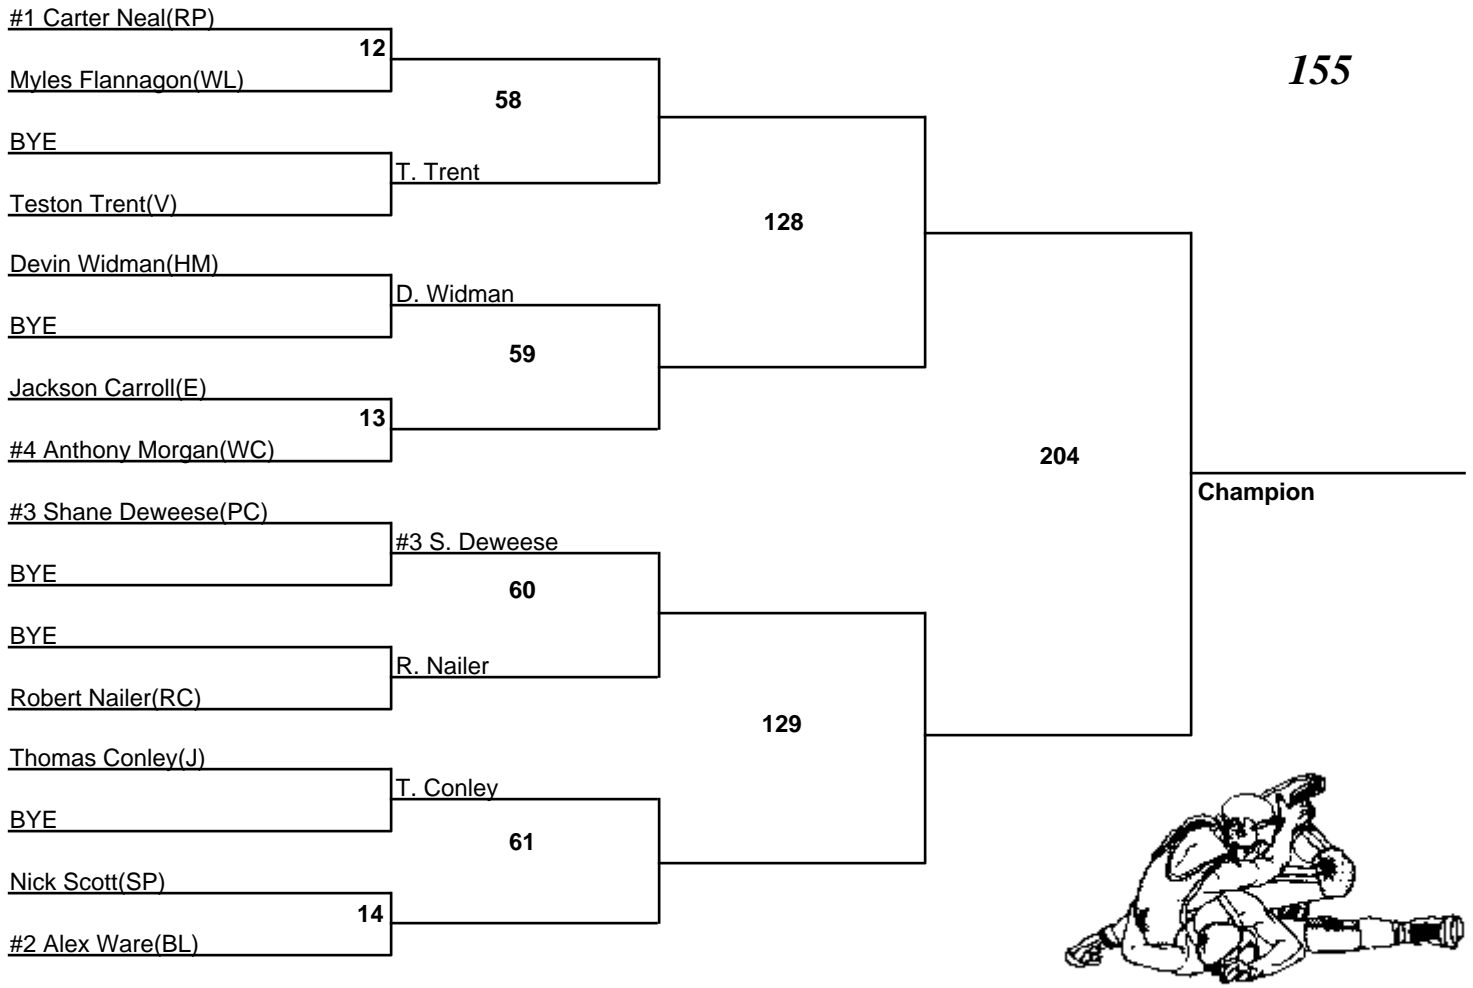 #1 Carter Neal(RP)
12
155
Myles Flannagon(WL)
58
BYE
T. Trent
Teston Trent(V)
128
Devin Widman(HM)
D. Widman
BYE
59
Jackson Carroll(E)
13
#4 Anthony Morgan(WC)
204
Champion
#3 Shane Deweese(PC)
#3 S. Deweese
BYE
60
BYE
R. Nailer
Robert Nailer(RC)
129
Thomas Conley(J)
T. Conley
BYE
61
Nick Scott(SP)
14
#2 Alex Ware(BL)